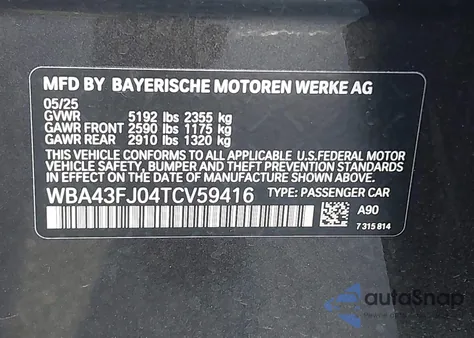 MFD BY BAYERISCHE MOTOREN WERKE AG
05/25
GVWR 5192 lbs 2355 kg
GAWR FRONT 2590 lbs 1175 kg
GAWR REAR 2910 lbs 1320 kg
THIS VEHICLE CONFORMS TO ALL APPLICABLE U.S. FEDERAL MOTOR
VEHICLE SAFETY, BUMPER, AND THEFT PREVENTION STANDARDS
IN EFFECT ON THE DATE OF MANUFACTURE SHOWN ABOVE.
WBA43FJ04TCV59416 TYPE: PASSENGER CAR
A90
7 315 814
autoSnap